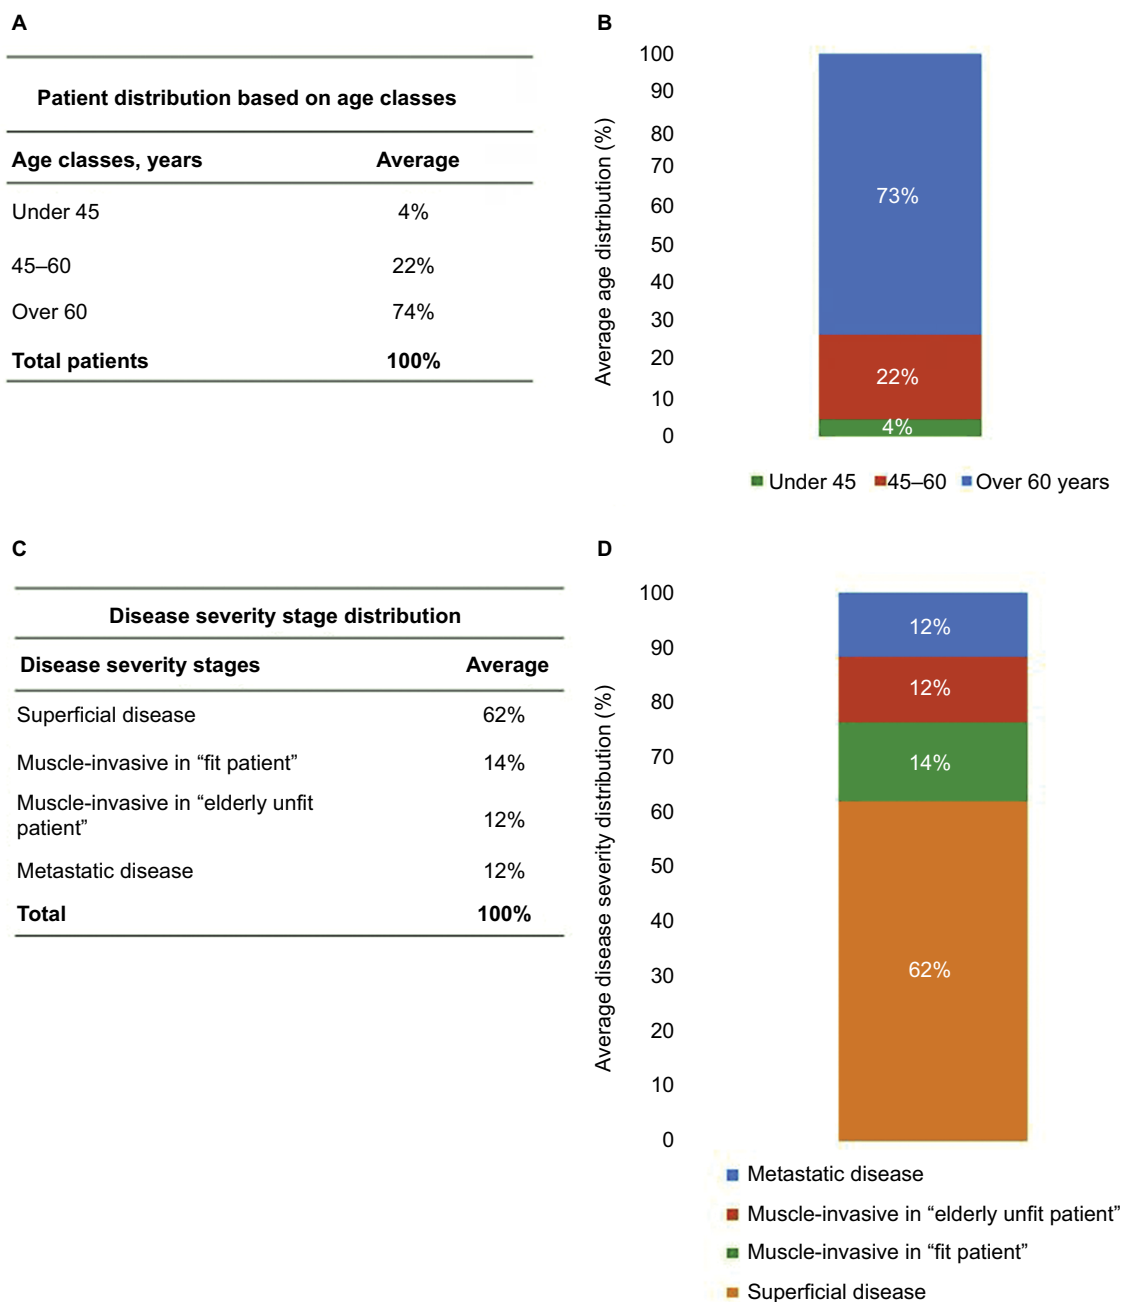 A
Patient distribution based on age classes
Age classes, years Average
Under 45 4%
45–60 22%
Over 60 74%
Total patients 100%
B
Average age distribution (%)
100
90
80
70
60
50
40
30
20
10
0
73%
22%
4%
Under 45 45–60 Over 60 years
C
Disease severity stage distribution
Disease severity stages Average
Superficial disease 62%
Muscle-invasive in “fit patient” 14%
Muscle-invasive in “elderly unfit
patient” 12%
Metastatic disease 12%
Total 100%
D
Average disease severity distribution (%)
100
90
80
70
60
50
40
30
20
10
0
12%
12%
14%
62%
Metastatic disease
Muscle-invasive in “elderly unfit patient”
Muscle-invasive in “fit patient”
Superficial disease